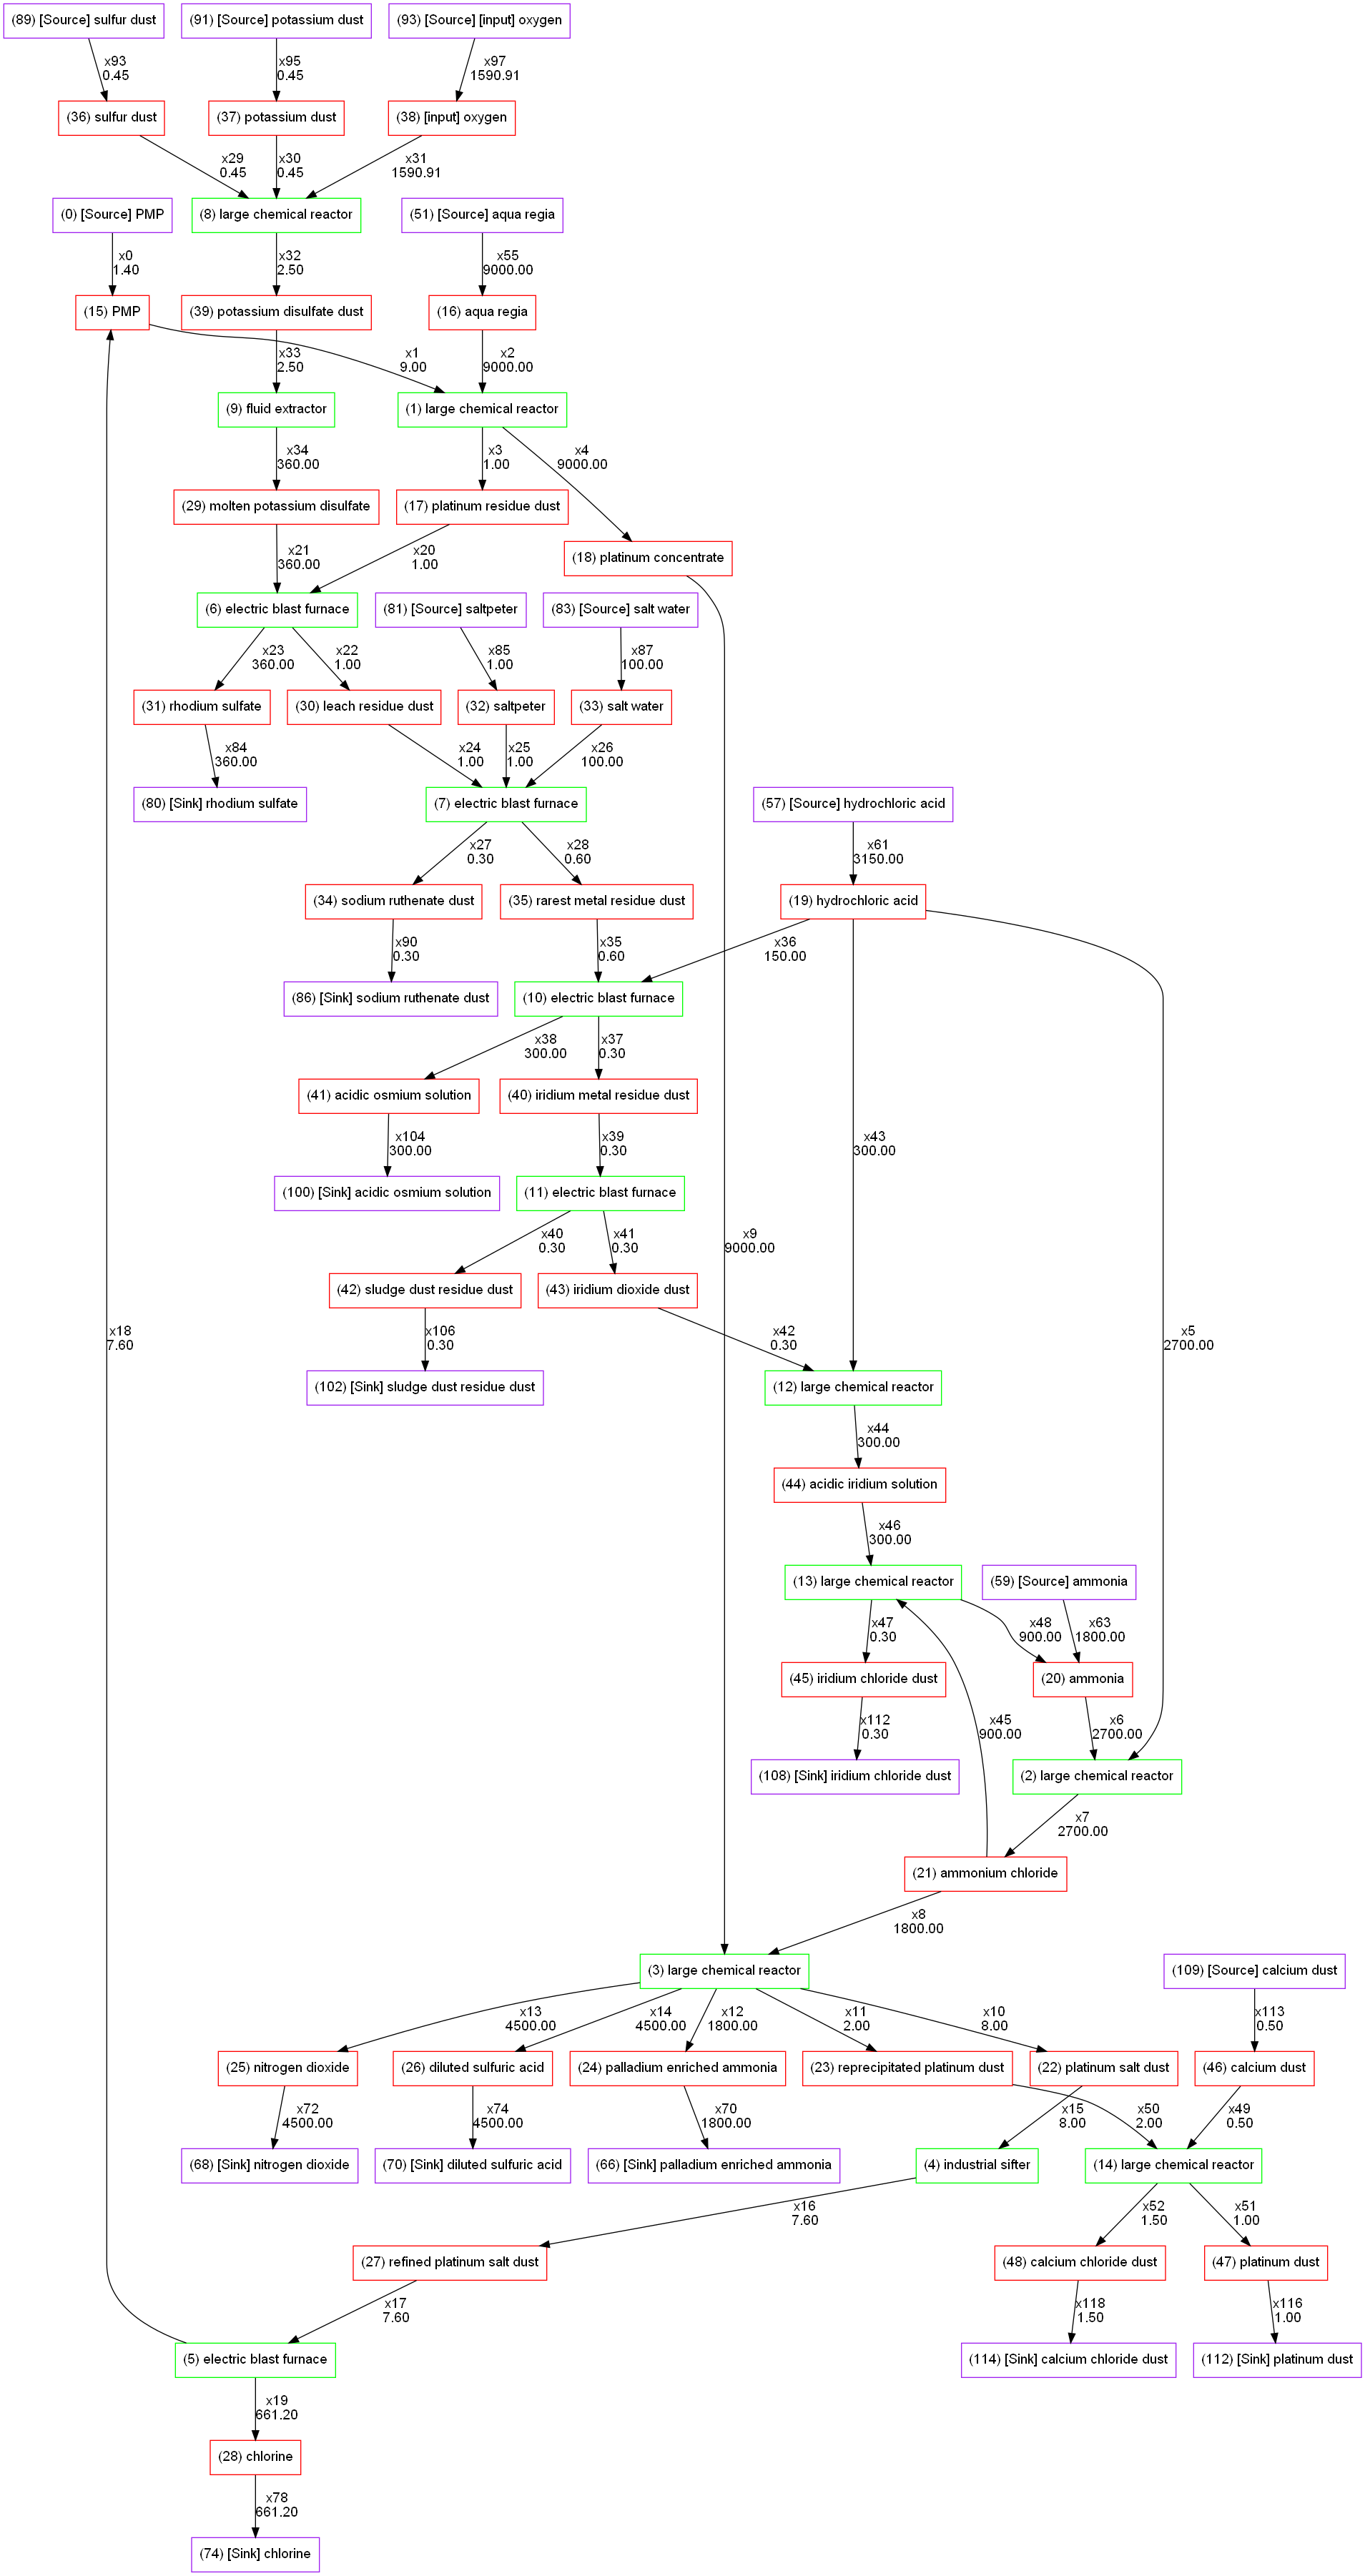 (89) [Source] sulfur dust
(91) [Source] potassium dust
(93) [Source] [input] oxygen
x93
0.45
x95
0.45
x97
1590.91
(36) sulfur dust
(37) potassium dust
(38) [input] oxygen
x29
0.45
x30
0.45
x31
1590.91
(0) [Source] PMP
(8) large chemical reactor
(51) [Source] aqua regia
x0
1.40
x32
2.50
x55
9000.00
(15) PMP
(39) potassium disulfate dust
(16) aqua regia
x33
2.50
x1
9.00
x2
9000.00
(9) fluid extractor
(1) large chemical reactor
x34
360.00
x3
1.00
x4
9000.00
(29) molten potassium disulfate
(17) platinum residue dust
(18) platinum concentrate
x21
360.00
x20
1.00
(6) electric blast furnace
(81) [Source] saltpeter
(83) [Source] salt water
x23
360.00
x22
1.00
x85
1.00
x87
100.00
(31) rhodium sulfate
(30) leach residue dust
(32) saltpeter
(33) salt water
x84
360.00
x24
1.00
x25
1.00
x26
100.00
(80) [Sink] rhodium sulfate
(7) electric blast furnace
(57) [Source] hydrochloric acid
x27
0.30
x28
0.60
x61
3150.00
(34) sodium ruthenate dust
(35) rarest metal residue dust
(19) hydrochloric acid
x90
0.30
x35
0.60
x36
150.00
(86) [Sink] sodium ruthenate dust
(10) electric blast furnace
x38
300.00
x37
0.30
(41) acidic osmium solution
(40) iridium metal residue dust
x104
300.00
x39
0.30
x43
300.00
(100) [Sink] acidic osmium solution
(11) electric blast furnace
x40
0.30
x41
0.30
x9
9000.00
(42) sludge dust residue dust
(43) iridium dioxide dust
x18
7.60
x106
0.30
x42
0.30
x5
2700.00
(102) [Sink] sludge dust residue dust
(12) large chemical reactor
x44
300.00
(44) acidic iridium solution
x46
300.00
(13) large chemical reactor
(59) [Source] ammonia
x47
0.30
x48
900.00
x63
1800.00
(45) iridium chloride dust
(20) ammonia
x112
0.30
x45
900.00
x6
2700.00
(108) [Sink] iridium chloride dust
(2) large chemical reactor
x7
2700.00
(21) ammonium chloride
x8
1800.00
(3) large chemical reactor
(109) [Source] calcium dust
x13
4500.00
x14
4500.00
x12
1800.00
x11
2.00
x10
8.00
x113
0.50
(25) nitrogen dioxide
(26) diluted sulfuric acid
(24) palladium enriched ammonia
(23) reprecipitated platinum dust
(22) platinum salt dust
(46) calcium dust
x72
4500.00
x74
4500.00
x70
1800.00
x15
8.00
x50
2.00
x49
0.50
(68) [Sink] nitrogen dioxide
(70) [Sink] diluted sulfuric acid
(66) [Sink] palladium enriched ammonia
(4) industrial sifter
(14) large chemical reactor
x16
7.60
x52
1.50
x51
1.00
(27) refined platinum salt dust
(48) calcium chloride dust
(47) platinum dust
x17
7.60
x118
1.50
x116
1.00
(5) electric blast furnace
(114) [Sink] calcium chloride dust
(112) [Sink] platinum dust
x19
661.20
(28) chlorine
x78
661.20
(74) [Sink] chlorine